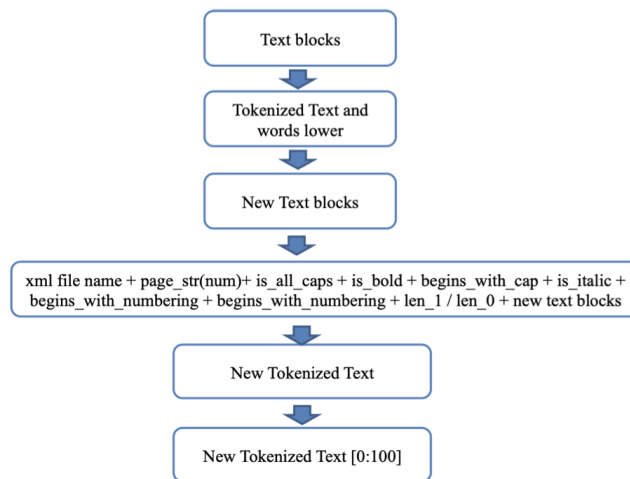 Text blocks
Tokenized Text and
words lower
New Text blocks
xml file name + page_str(num)+ is_all_caps + is_bold + begins_with_cap + is_italic +
begins_with_numbering + begins_with_numbering + len_1 / len_0 + new text blocks
New Tokenized Text
New Tokenized Text [0:100]